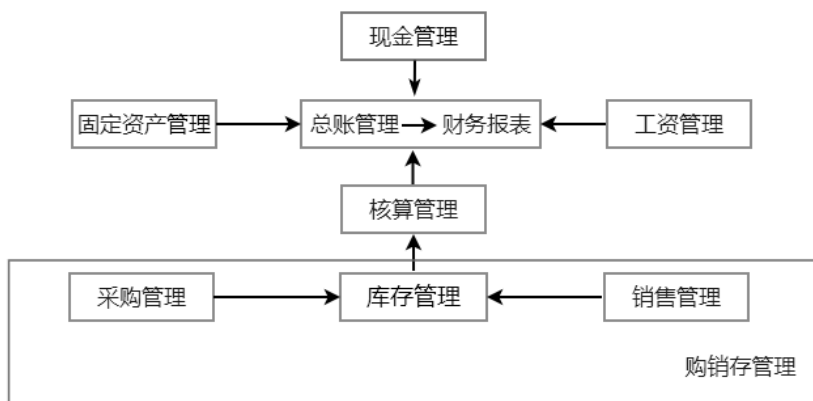 现金管理
固定资产管理
总账管理
财务报表
工资管理
核算管理
采购管理
库存管理
销售管理
购销存管理